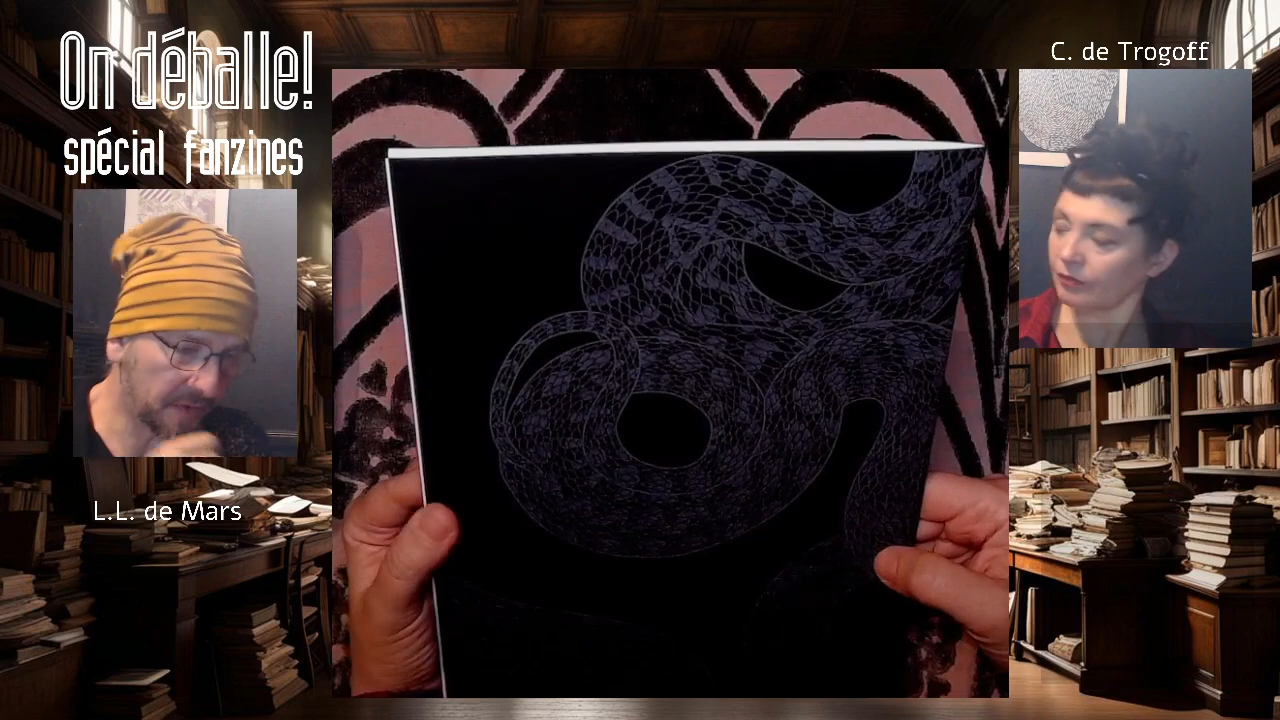 On déballe!
spécial fanzines
C. de Trogoff
L.L. de Mars